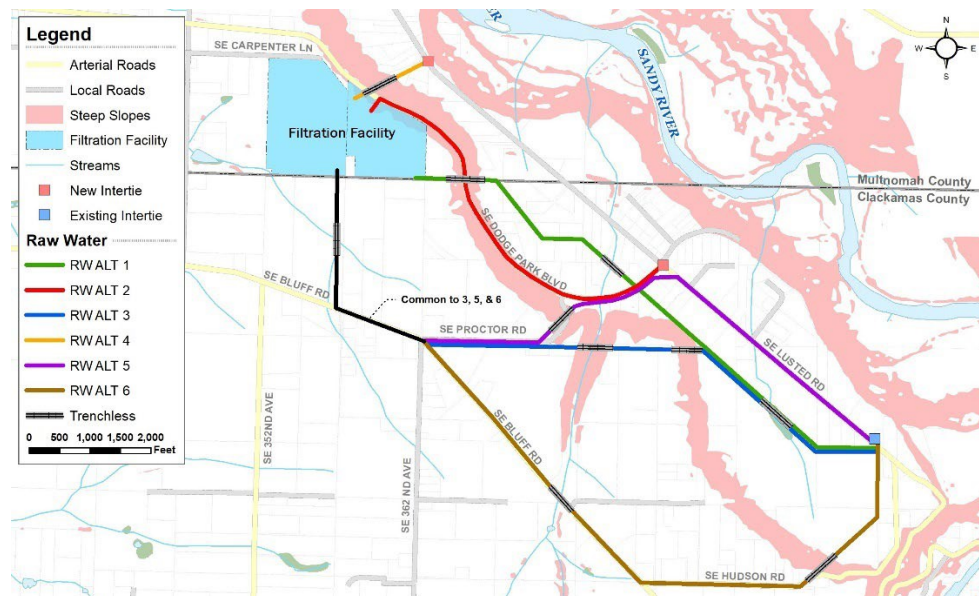 Legend
Arterial Roads
Local Roads
Steep Slopes
Filtration Facility
Streams
New Intertie
Existing Intertie
Raw Water
RW ALT 1
RW ALT 2
RW ALT 3
RW ALT 4
RW ALT 5
RW ALT 6
Trenchless
0 500 1,000 1,500 2,000
Feet
SE CARPENTER LN
Filtration Facility
SANDY RIVER
N
W E
S
Multnomah County
Clackamas County
SE DODGE PARK BLVD
SE BLUFF RD
Common to 3, 5, & 6
SE PROCTOR RD
SE LUSTED RD
SE 352ND AVE
SE 362 ND AVE
SE BLUFF RD
SE HUDSON RD